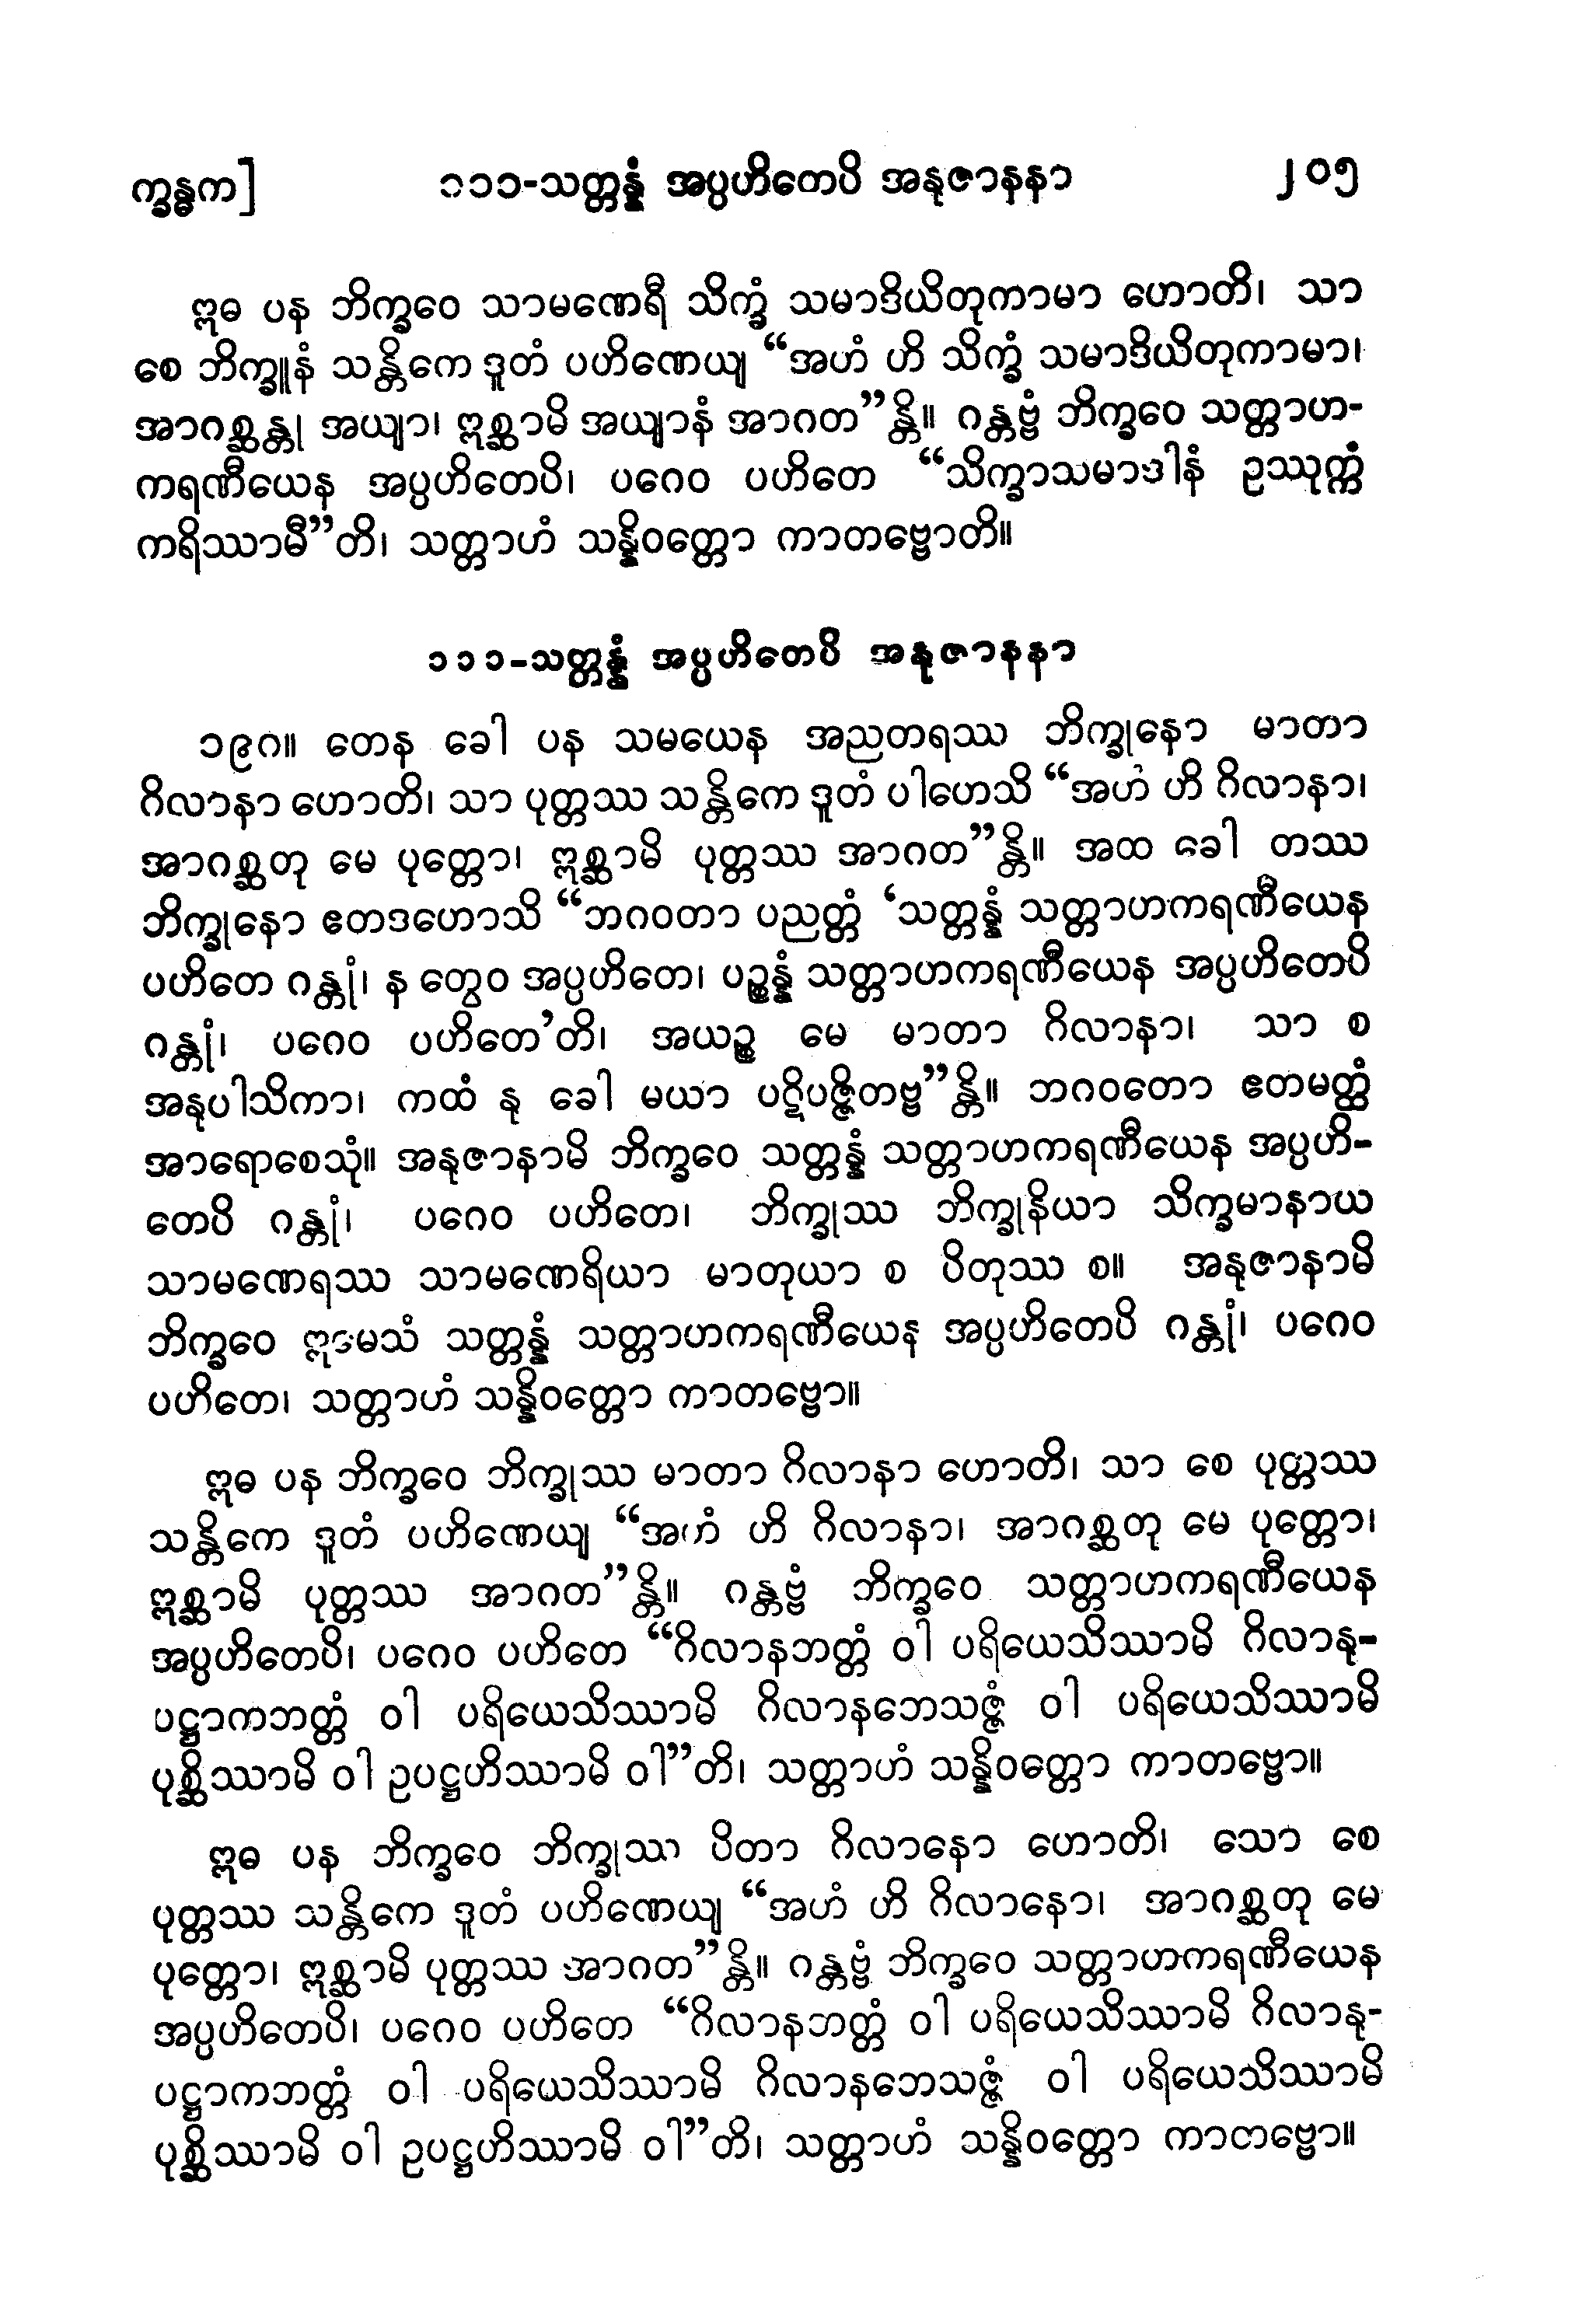 က္ခန္ဓက]
၁၁၁-သတ္တန္နံ အပ္ပဟိတေပိ အနုဇာနနာ
၂၀၅
ဣဓ ပန ဘိက္ခဝေ သာမဏေရီ သိက္ခံ သမာဒိယိတုကာမာ ဟောတိ၊ သာ
စေ ဘိက္ခူနံ သန္တိကေ ဒူတံ ပဟိဏေယျ “အဟံ ဟိ သိက္ခံ သမာဒိယိတုကာမာ၊
အာဂစ္ဆန္တု အယျာ၊ ဣစ္ဆာမိ အယျာနံ အာဂတ”န္တိ။ ဂန္တဗ္ဗံ ဘိက္ခဝေ သတ္တာဟ-
ကရဏီယေန အပ္ပဟိတေပိ၊ ပဂေဝ ပဟိတေ “သိက္ခာသမာဒါနံ ဥဿုက္ကံ
ကရိဿာမီ”တိ၊ သတ္တာဟံ သန္နိဝတ္တော ကာတဗ္ဗောတိ။
၁၁၁-သတ္တန္နံ အပ္ပဟိတေပိ အနုဇာနနာ
၁၉ဂ။ တေန ခေါ ပန သမယေန အညတရဿ ဘိက္ခုနော မာတာ
ဂိလာနာ ဟောတိ၊ သာ ပုတ္တဿ သန္တိကေ ဒူတံ ပါဟေသိ “အဟံ ဟိ ဂိလာနာ၊
အာဂစ္ဆတု မေ ပုတ္တော၊ ဣစ္ဆာမိ ပုတ္တဿ အာဂတ”န္တိ။ အထ ခေါ တဿ
ဘိက္ခုနော ဧတဒဟောသိ “ဘဂဝတာ ပညတ္တံ ‘သတ္တန္နံ သတ္တာဟကရဏီယေန
ပဟိတေ ဂန္တုံ၊ န တွေဝ အပ္ပဟိတေ၊ ပဉ္စန္နံ သတ္တာဟကရဏီယေန အပ္ပဟိတေပိ
ဂန္တုံ၊ ပဂေဝ ပဟိတေ’တိ၊ အယဉ္စ မေ မာတာ ဂိလာနာ၊ သာ စ
အနုပါသိကာ၊ ကထံ နု ခေါ မယာ ပဋိပဇ္ဇိတဗ္ဗ”န္တိ။ ဘဂဝတော ဧတမတ္ထံ
အာရောစေသုံ။ အနုဇာနာမိ ဘိက္ခဝေ သတ္တန္နံ သတ္တာဟကရဏီယေန အပ္ပဟိ-
တေပိ ဂန္တုံ၊ ပဂေဝ ပဟိတေ၊ ဘိက္ခုဿ ဘိက္ခုနိယာ သိက္ခမာနာယ
သာမဏေရဿ သာမဏေရိယာ မာတုယာ စ ပိတုဿ စ။ အနုဇာနာမိ
ဘိက္ခဝေ ဣဒမသံ သတ္တန္နံ သတ္တာဟကရဏီယေန အပ္ပဟိတေပိ ဂန္တုံ၊ ပဂေဝ
ပဟိတေ၊ သတ္တာဟံ သန္နိဝတ္တော ကာတဗ္ဗော။
ဣဓ ပန ဘိက္ခဝေ ဘိက္ခုဿ မာတာ ဂိလာနာ ဟောတိ၊ သာ စေ ပုတ္တဿ
သန္တိကေ ဒူတံ ပဟိဏေယျ “အဟံ ဟိ ဂိလာနာ၊ အာဂစ္ဆတု မေ ပုတ္တော၊
ဣစ္ဆာမိ ပုတ္တဿ အာဂတ”န္တိ။ ဂန္တဗ္ဗံ ဘိက္ခဝေ သတ္တာဟကရဏီယေန
အပ္ပဟိတေပိ၊ ပဂေဝ ပဟိတေ “ဂိလာနဘတ္တံ ဝါ ပရိယေသိဿာမိ ဂိလာနု-
ပဋ္ဌာကဘတ္တံ ဝါ ပရိယေသိဿာမိ ဂိလာနဘေသဇ္ဇံ ဝါ ပရိယေသိဿာမိ
ပုစ္ဆိဿာမိ ဝါ ဥပဋ္ဌဟိဿာမိ ဝါ”တိ၊ သတ္တာဟံ သန္နိဝတ္တော ကာတဗ္ဗော။
ဣဓ ပန ဘိက္ခဝေ ဘိက္ခုဿ ပိတာ ဂိလာနော ဟောတိ၊ သော စေ
ပုတ္တဿ သန္တိကေ ဒူတံ ပဟိဏေယျ “အဟံ ဟိ ဂိလာနော၊ အာဂစ္ဆတု မေ
ပုတ္တော၊ ဣစ္ဆာမိ ပုတ္တဿ အာဂတ”န္တိ။ ဂန္တဗ္ဗံ ဘိက္ခဝေ သတ္တာဟကရဏီယေန
အပ္ပဟိတေပိ၊ ပဂေဝ ပဟိတေ “ဂိလာနဘတ္တံ ဝါ ပရိယေသိဿာမိ ဂိလာနု-
ပဋ္ဌာကဘတ္တံ ဝါ ပရိယေသိဿာမိ ဂိလာနဘေသဇ္ဇံ ဝါ ပရိယေသိဿာမိ
ပုစ္ဆိဿာမိ ဝါ ဥပဋ္ဌဟိဿာမိ ဝါ”တိ၊ သတ္တာဟံ သန္နိဝတ္တော ကာတဗ္ဗော။